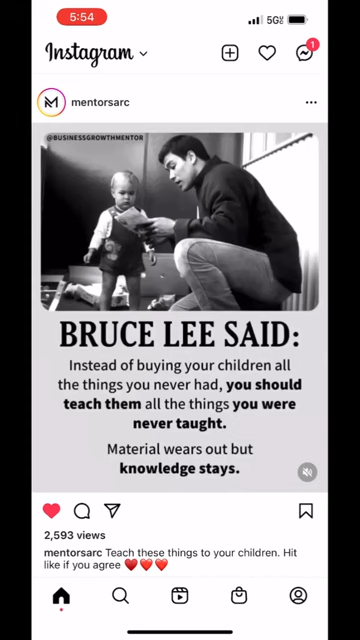 5:54
5G
Instagram
1
mentorsarc
@BUSINESSGROWTHMENTOR
BRUCE LEE SAID:
Instead of buying your children all
the things you never had, you should
teach them all the things you were
never taught.
Material wears out but
knowledge stays.
2,593 views
mentorsarc Teach these things to your children. Hit
like if you agree ❤️❤️❤️